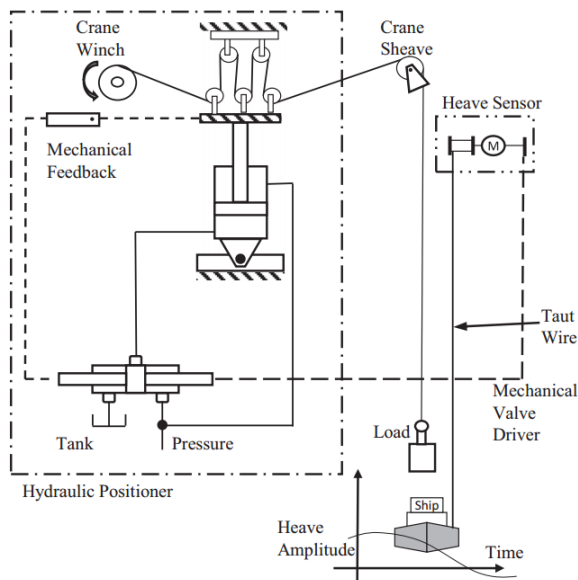 Crane
Winch
Crane
Sheave
Heave Sensor
M
Mechanical
Feedback
Taut
Wire
Mechanical
Valve
Driver
Tank
Pressure
Load
Hydraulic Positioner
Ship
Heave
Amplitude
Time